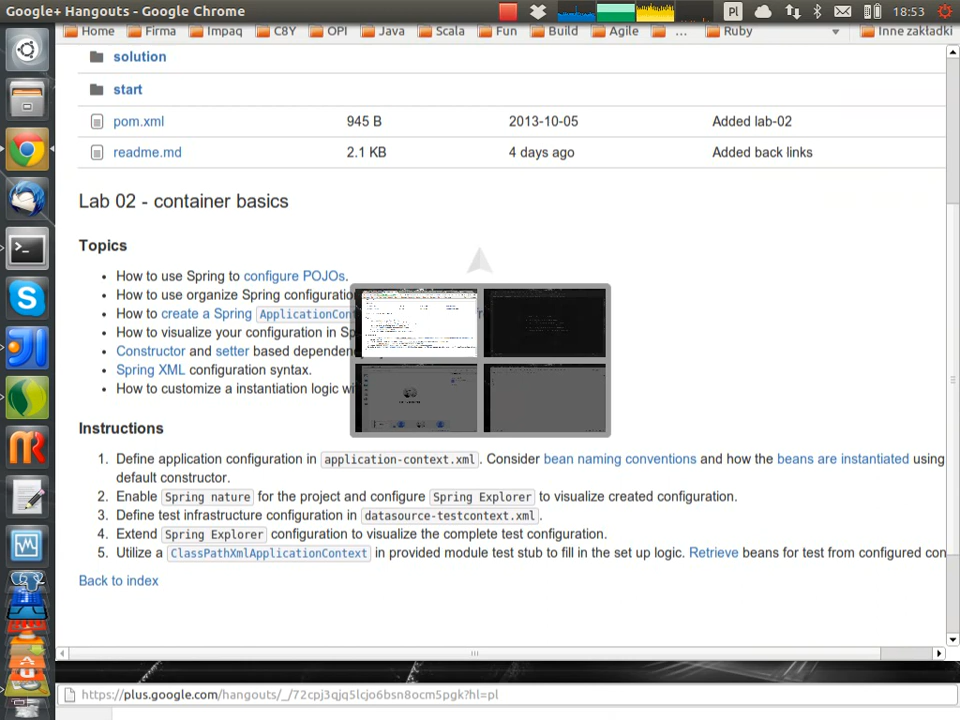 Google+ Hangouts - Google Chrome
Pl
18:53
Home Firma Impaq C8Y OPI Java Scala Fun Build Agile ... Ruby Inne zakładki
solution
start
pom.xml 945 B 2013-10-05 Added lab-02
readme.md 2.1 KB 4 days ago Added back links
Lab 02 - container basics
Topics
How to use Spring to configure POJOs.
How to use organize Spring configuration
How to create a Spring ApplicationCont
How to visualize your configuration in Sp
Constructor and setter based dependen
Spring XML configuration syntax.
How to customize a instantiation logic wi
Instructions
1. Define application configuration in application-context.xml. Consider bean naming conventions and how the beans are instantiated using
default constructor.
2. Enable Spring nature for the project and configure Spring Explorer to visualize created configuration.
3. Define test infrastructure configuration in datasource-testcontext.xml.
4. Extend Spring Explorer configuration to visualize the complete test configuration.
5. Utilize a ClassPathXmlApplicationContext in provided module test stub to fill in the set up logic. Retrieve beans for test from configured con
Back to index
https://plus.google.com/hangouts/_/72cpj3qjq5lcjo6bsn8ocm5pgk?hl=pl